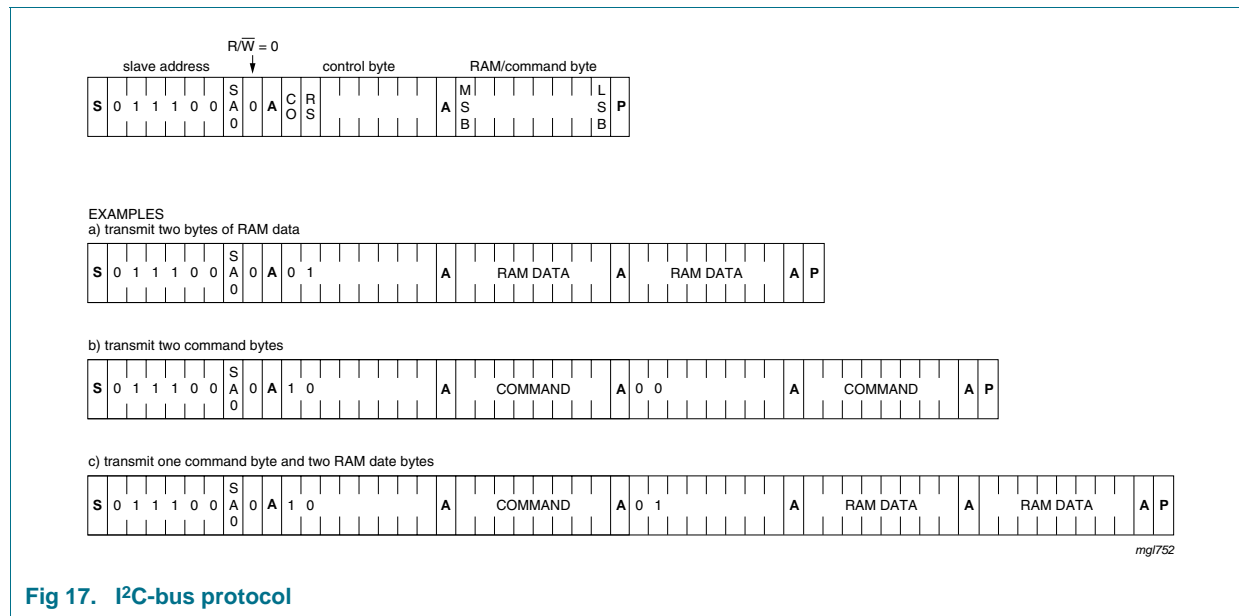 R/W̅ = 0
slave address control byte RAM/command byte
S 0 1 1 1 0 0 SA0 0 A CO RS A MSB LSB P
EXAMPLES
a) transmit two bytes of RAM data
S 0 1 1 1 0 0 SA0 0 A 0 1 A RAM DATA A RAM DATA A P
b) transmit two command bytes
S 0 1 1 1 0 0 SA0 0 A 1 0 A COMMAND A 0 0 A COMMAND A P
c) transmit one command byte and two RAM date bytes
S 0 1 1 1 0 0 SA0 0 A 1 0 A COMMAND A 0 1 A RAM DATA A RAM DATA A P
mgl752
Fig 17. I²C-bus protocol